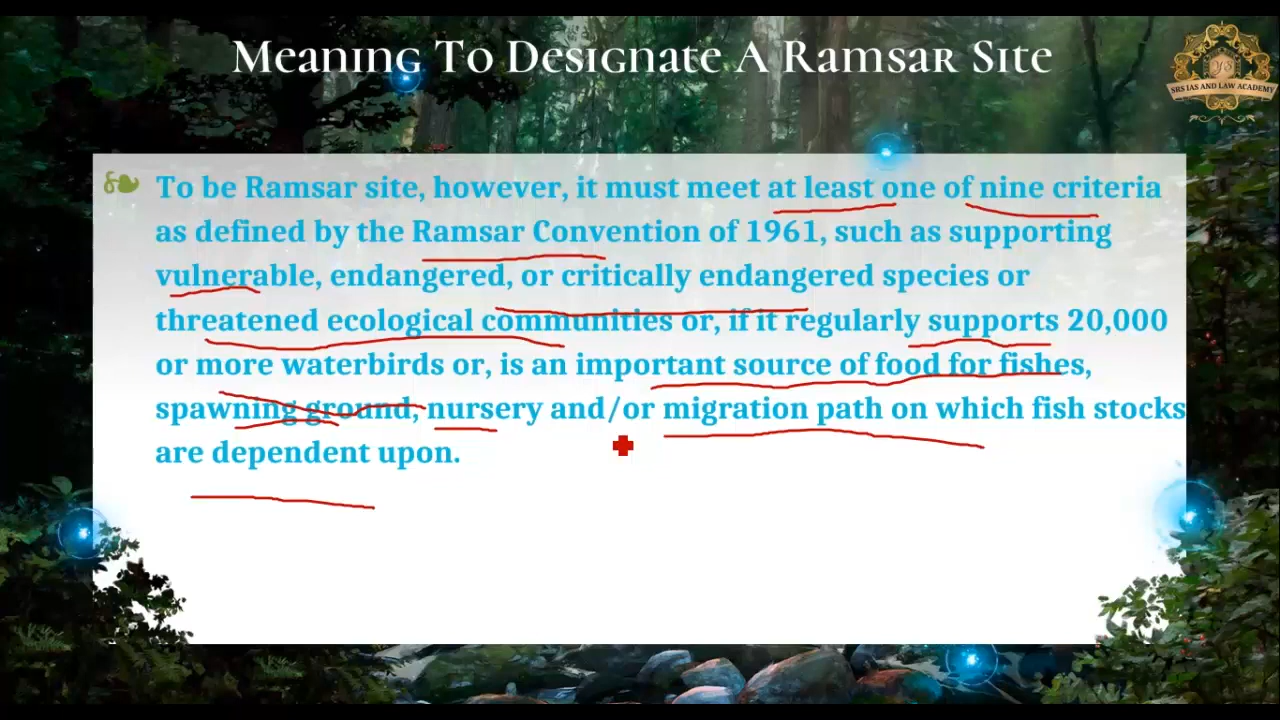 Meaning To Designate A Ramsar Site
SRS IAS AND LAW ACADEMY
To be Ramsar site, however, it must meet at least one of nine criteria
as defined by the Ramsar Convention of 1961, such as supporting
vulnerable, endangered, or critically endangered species or
threatened ecological communities or, if it regularly supports 20,000
or more waterbirds or, is an important source of food for fishes,
spawning ground, nursery and/or migration path on which fish stocks
are dependent upon.